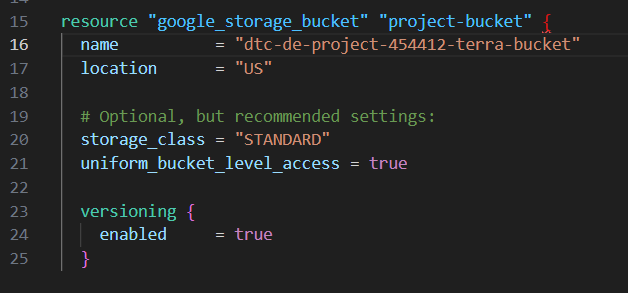 15 resource "google_storage_bucket" "project-bucket" {
16   name          = "dtc-de-project-454412-terra-bucket"
17   location      = "US"
18
19   # Optional, but recommended settings:
20   storage_class = "STANDARD"
21   uniform_bucket_level_access = true
22
23   versioning {
24     enabled     = true
25   }